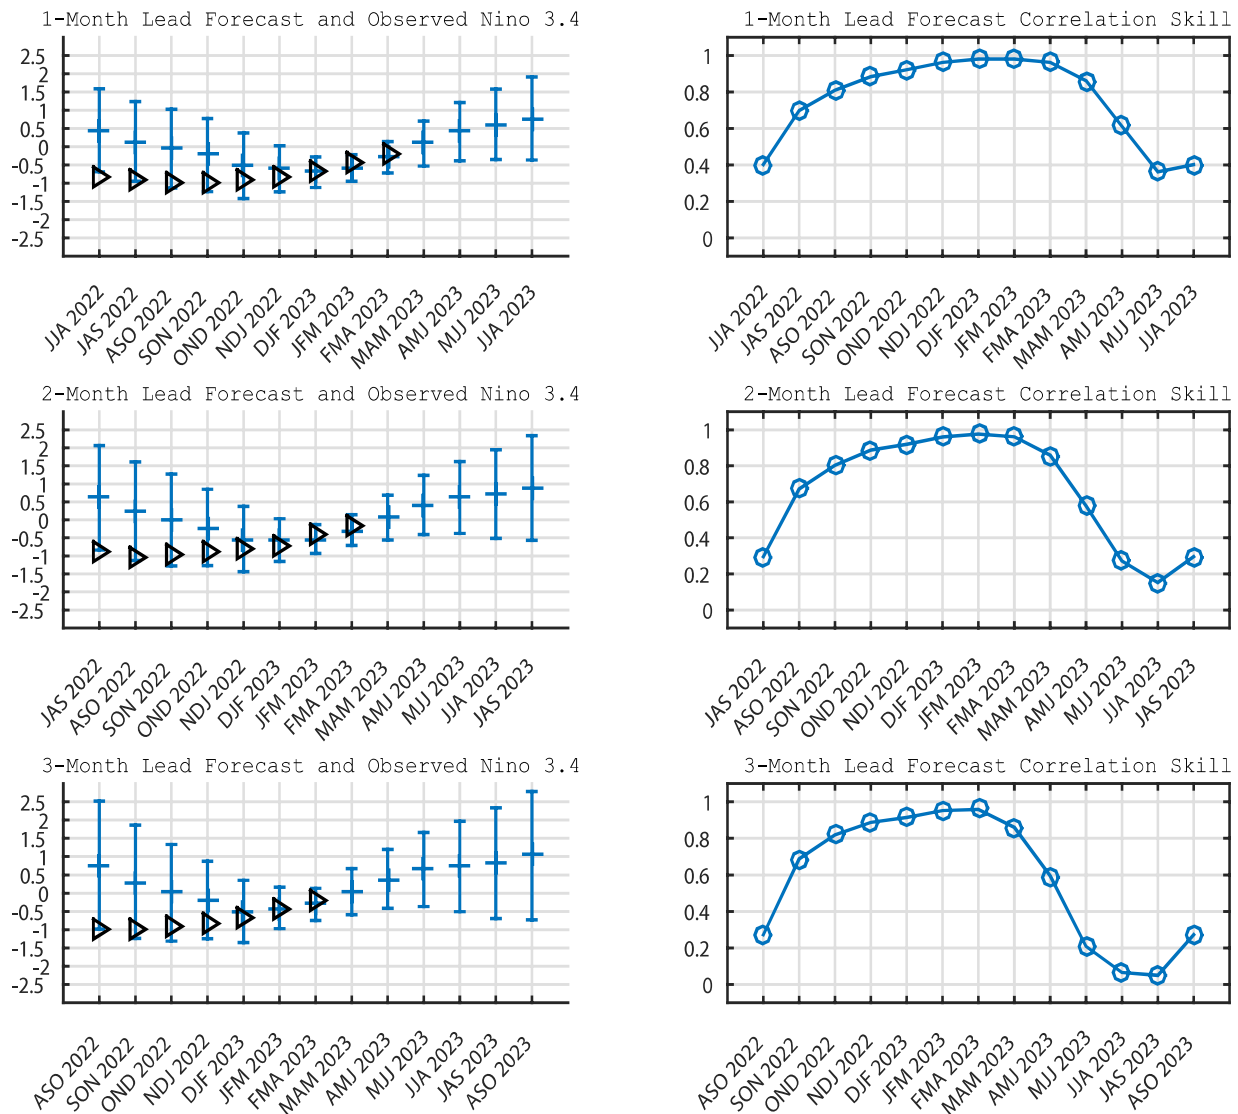 1-Month Lead Forecast and Observed Nino 3.4
2.5
2
1.5
1
0.5
0
-0.5
-1
-1.5
-2
-2.5
JJA 2022
JAS 2022
ASO 2022
SON 2022
OND 2022
NDJ 2022
DJF 2023
JFM 2023
FMA 2023
MAM 2023
AMJ 2023
MJJ 2023
JJA 2023
1-Month Lead Forecast Correlation Skill
1
0.8
0.6
0.4
0.2
0
JJA 2022
JAS 2022
ASO 2022
SON 2022
OND 2022
NDJ 2022
DJF 2023
JFM 2023
FMA 2023
MAM 2023
AMJ 2023
MJJ 2023
JJA 2023
2-Month Lead Forecast and Observed Nino 3.4
2.5
2
1.5
1
0.5
0
-0.5
-1
-1.5
-2
-2.5
JAS 2022
ASO 2022
SON 2022
OND 2022
NDJ 2022
DJF 2023
JFM 2023
FMA 2023
MAM 2023
AMJ 2023
MJJ 2023
JJA 2023
JAS 2023
2-Month Lead Forecast Correlation Skill
1
0.8
0.6
0.4
0.2
0
JAS 2022
ASO 2022
SON 2022
OND 2022
NDJ 2022
DJF 2023
JFM 2023
FMA 2023
MAM 2023
AMJ 2023
MJJ 2023
JJA 2023
JAS 2023
3-Month Lead Forecast and Observed Nino 3.4
2.5
2
1.5
1
0.5
0
-0.5
-1
-1.5
-2
-2.5
ASO 2022
SON 2022
OND 2022
NDJ 2022
DJF 2023
JFM 2023
FMA 2023
MAM 2023
AMJ 2023
MJJ 2023
JJA 2023
JAS 2023
ASO 2023
3-Month Lead Forecast Correlation Skill
1
0.8
0.6
0.4
0.2
0
ASO 2022
SON 2022
OND 2022
NDJ 2022
DJF 2023
JFM 2023
FMA 2023
MAM 2023
AMJ 2023
MJJ 2023
JJA 2023
JAS 2023
ASO 2023